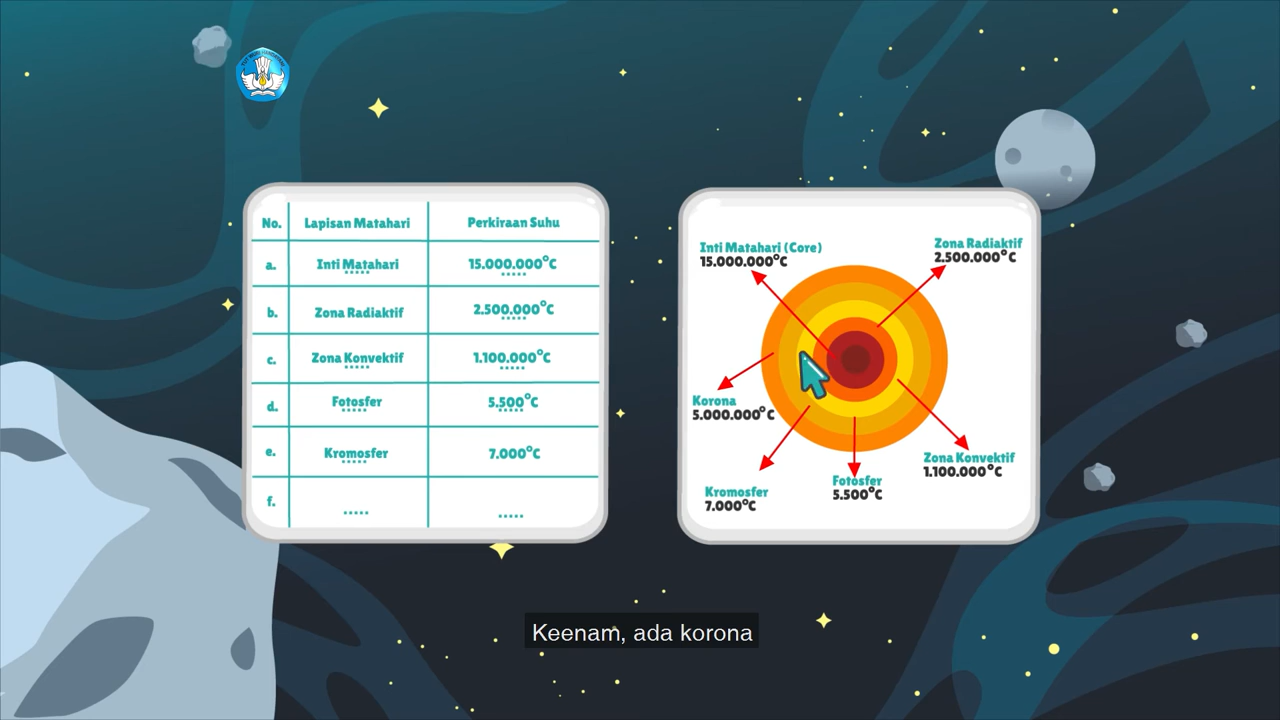 No. Lapisan Matahari Perkiraan Suhu
a. Inti Matahari 15.000.000°C
b. Zona Radiaktif 2.500.000°C
c. Zona Konvektif 1.100.000°C
d. Fotosfer 5.500°C
e. Kromosfer 7.000°C
f. ..... .....
Inti Matahari (Core)
15.000.000°C
Zona Radiaktif
2.500.000°C
Korona
5.000.000°C
Zona Konvektif
1.100.000°C
Kromosfer
7.000°C
Fotosfer
5.500°C
Keenam, ada korona